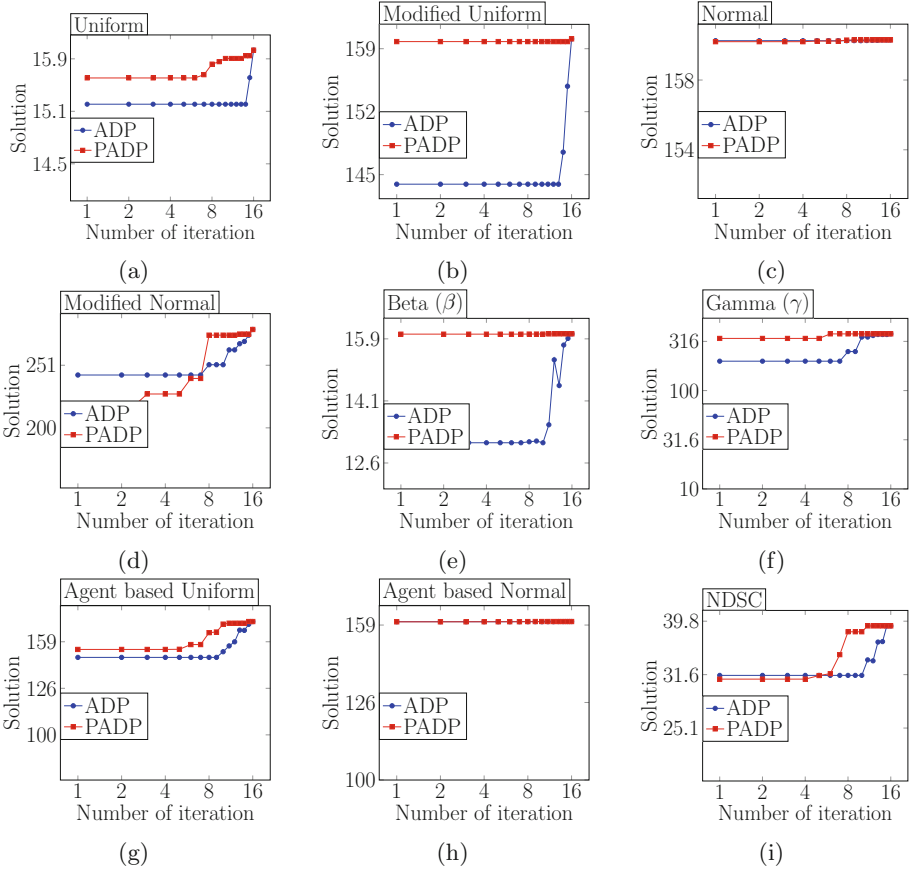 Uniform
15.9
15.1
14.5
Solution
ADP
PADP
1 2 4 8 16
Number of iteration
(a)
Modified Uniform
159
152
145
Solution
ADP
PADP
1 2 4 8 16
Number of iteration
(b)
Normal
158
154
Solution
ADP
PADP
1 2 4 8 16
Number of iteration
(c)
Modified Normal
251
200
Solution
ADP
PADP
1 2 4 8 16
Number of iteration
(d)
Beta (β)
15.9
14.1
12.6
Solution
ADP
PADP
1 2 4 8 16
Number of iteration
(e)
Gamma (γ)
316
100
31.6
10
Solution
ADP
PADP
1 2 4 8 16
Number of iteration
(f)
Agent based Uniform
159
126
100
Solution
ADP
PADP
1 2 4 8 16
Number of iteration
(g)
Agent based Normal
159
126
100
Solution
ADP
PADP
1 2 4 8 16
Number of iteration
(h)
NDSC
39.8
31.6
25.1
Solution
ADP
PADP
1 2 4 8 16
Number of iteration
(i)